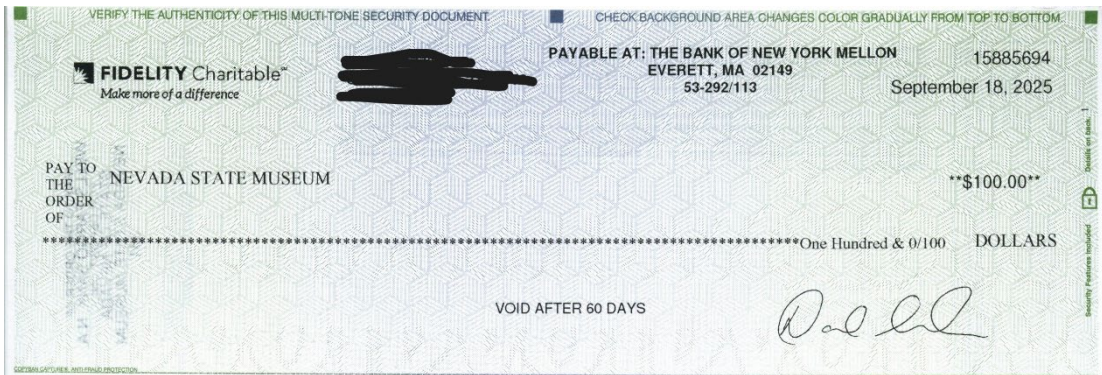 VERIFY THE AUTHENTICITY OF THIS MULTI-TONE SECURITY DOCUMENT.
CHECK BACKGROUND AREA CHANGES COLOR GRADUALLY FROM TOP TO BOTTOM.
FIDELITY Charitable℠
Make more of a difference
PAYABLE AT: THE BANK OF NEW YORK MELLON
EVERETT, MA 02149
53-292/113
15885694
September 18, 2025
PAY TO
THE
ORDER
OF
NEVADA STATE MUSEUM
**$100.00**
One Hundred & 0/100 DOLLARS
VOID AFTER 60 DAYS
Security Features Included
Details on back.